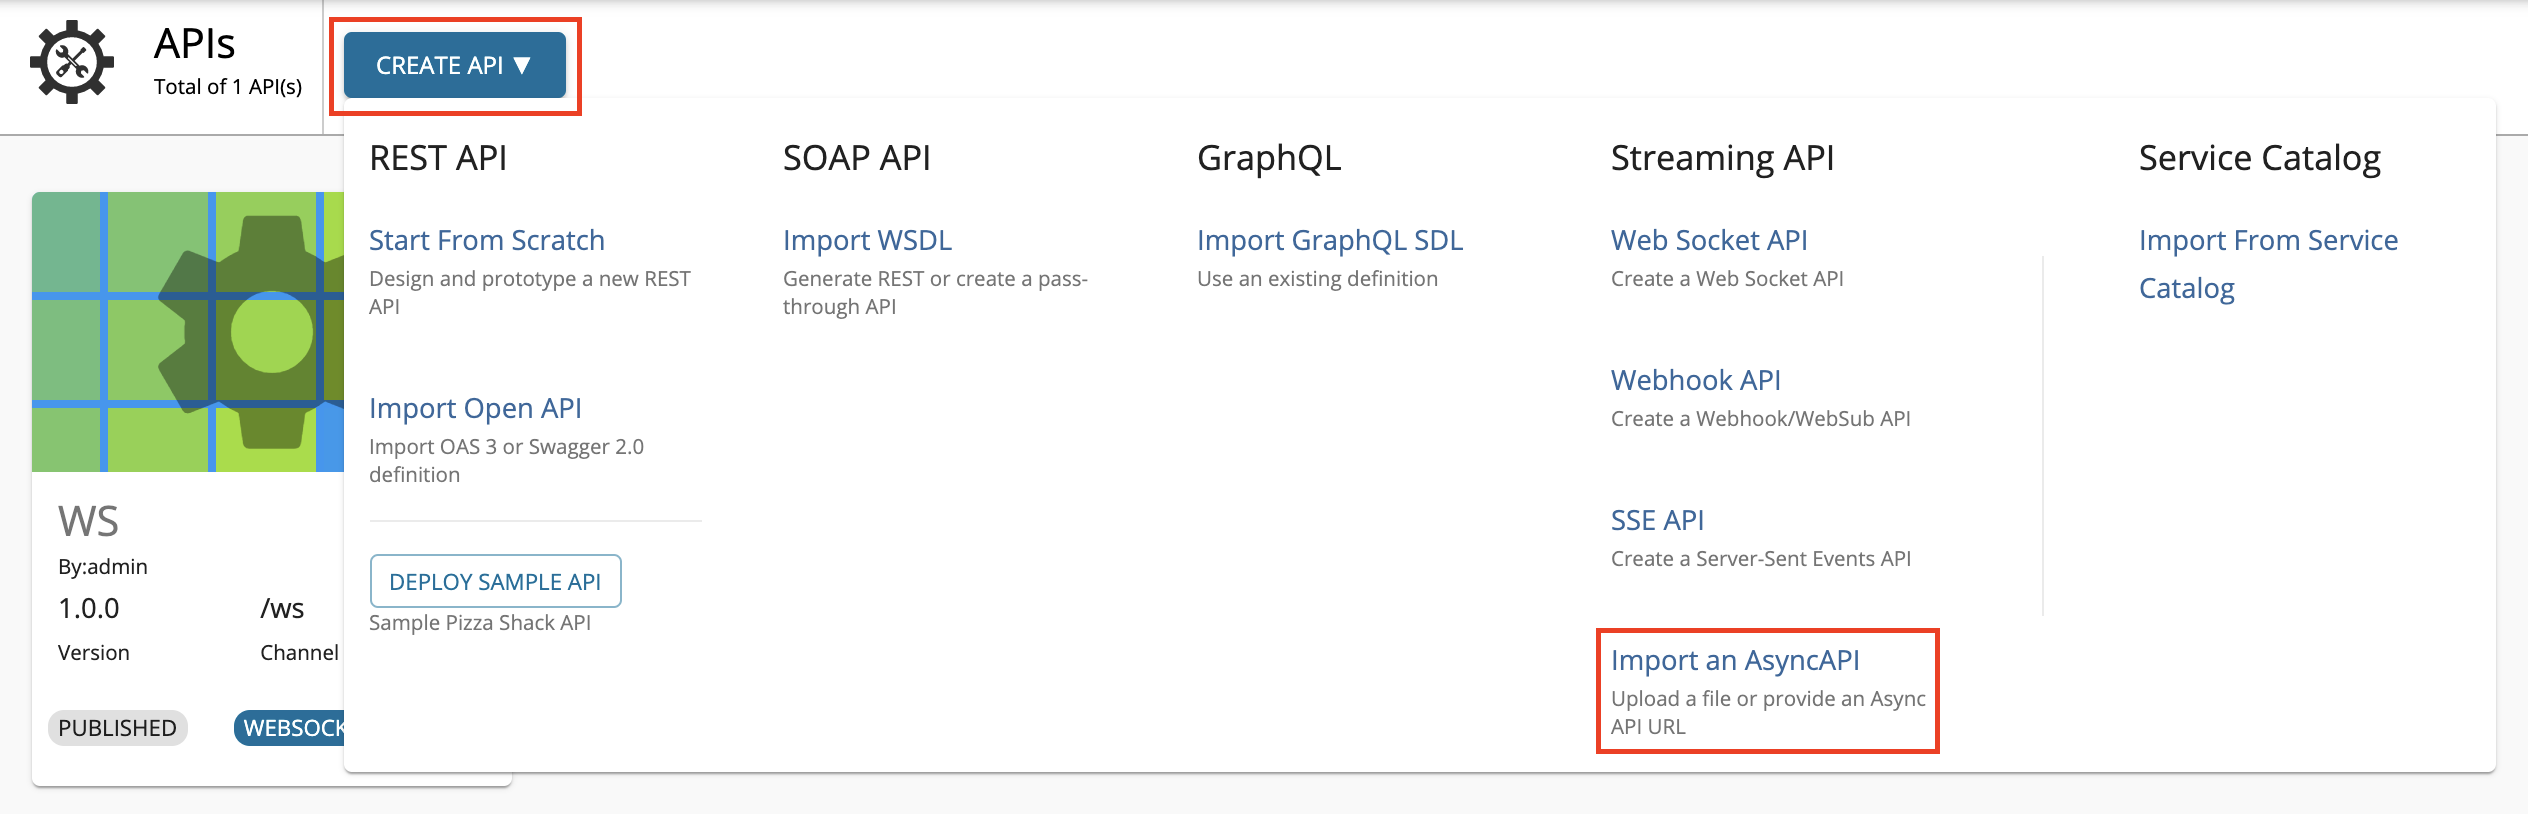 APIs
Total of 1 API(s)
CREATE API ▼
REST API
Start From Scratch
Design and prototype a new REST
API
Import Open API
Import OAS 3 or Swagger 2.0
definition
DEPLOY SAMPLE API
Sample Pizza Shack API
SOAP API
Import WSDL
Generate REST or create a pass-
through API
GraphQL
Import GraphQL SDL
Use an existing definition
Streaming API
Web Socket API
Create a Web Socket API
Webhook API
Create a Webhook/WebSub API
SSE API
Create a Server-Sent Events API
Import an AsyncAPI
Upload a file or provide an Async
API URL
Service Catalog
Import From Service
Catalog
WS
By:admin
1.0.0 /ws
Version Channel
PUBLISHED WEBSOCK